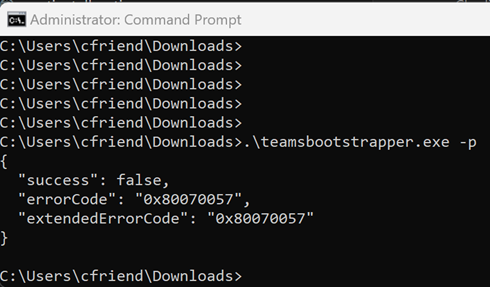 Administrator: Command Prompt
C:\Users\cfriend\Downloads>
C:\Users\cfriend\Downloads>
C:\Users\cfriend\Downloads>
C:\Users\cfriend\Downloads>
C:\Users\cfriend\Downloads>
C:\Users\cfriend\Downloads>.\teamsbootstrapper.exe -p
{
  "success": false,
  "errorCode": "0x80070057",
  "extendedErrorCode": "0x80070057"
}
C:\Users\cfriend\Downloads>